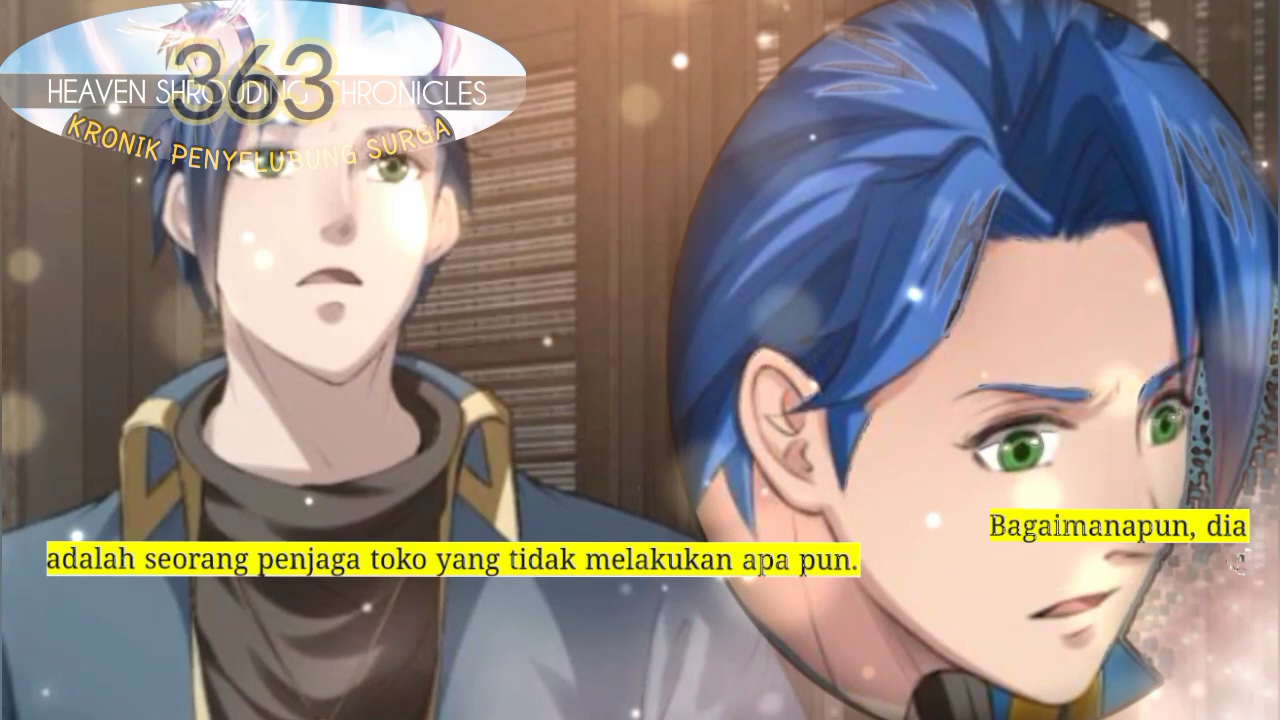 363
HEAVEN SHROUDING CHRONICLES
KRONIK PENYELUBUNG SURGA
Bagaimanapun, dia
adalah seorang penjaga toko yang tidak melakukan apa pun.